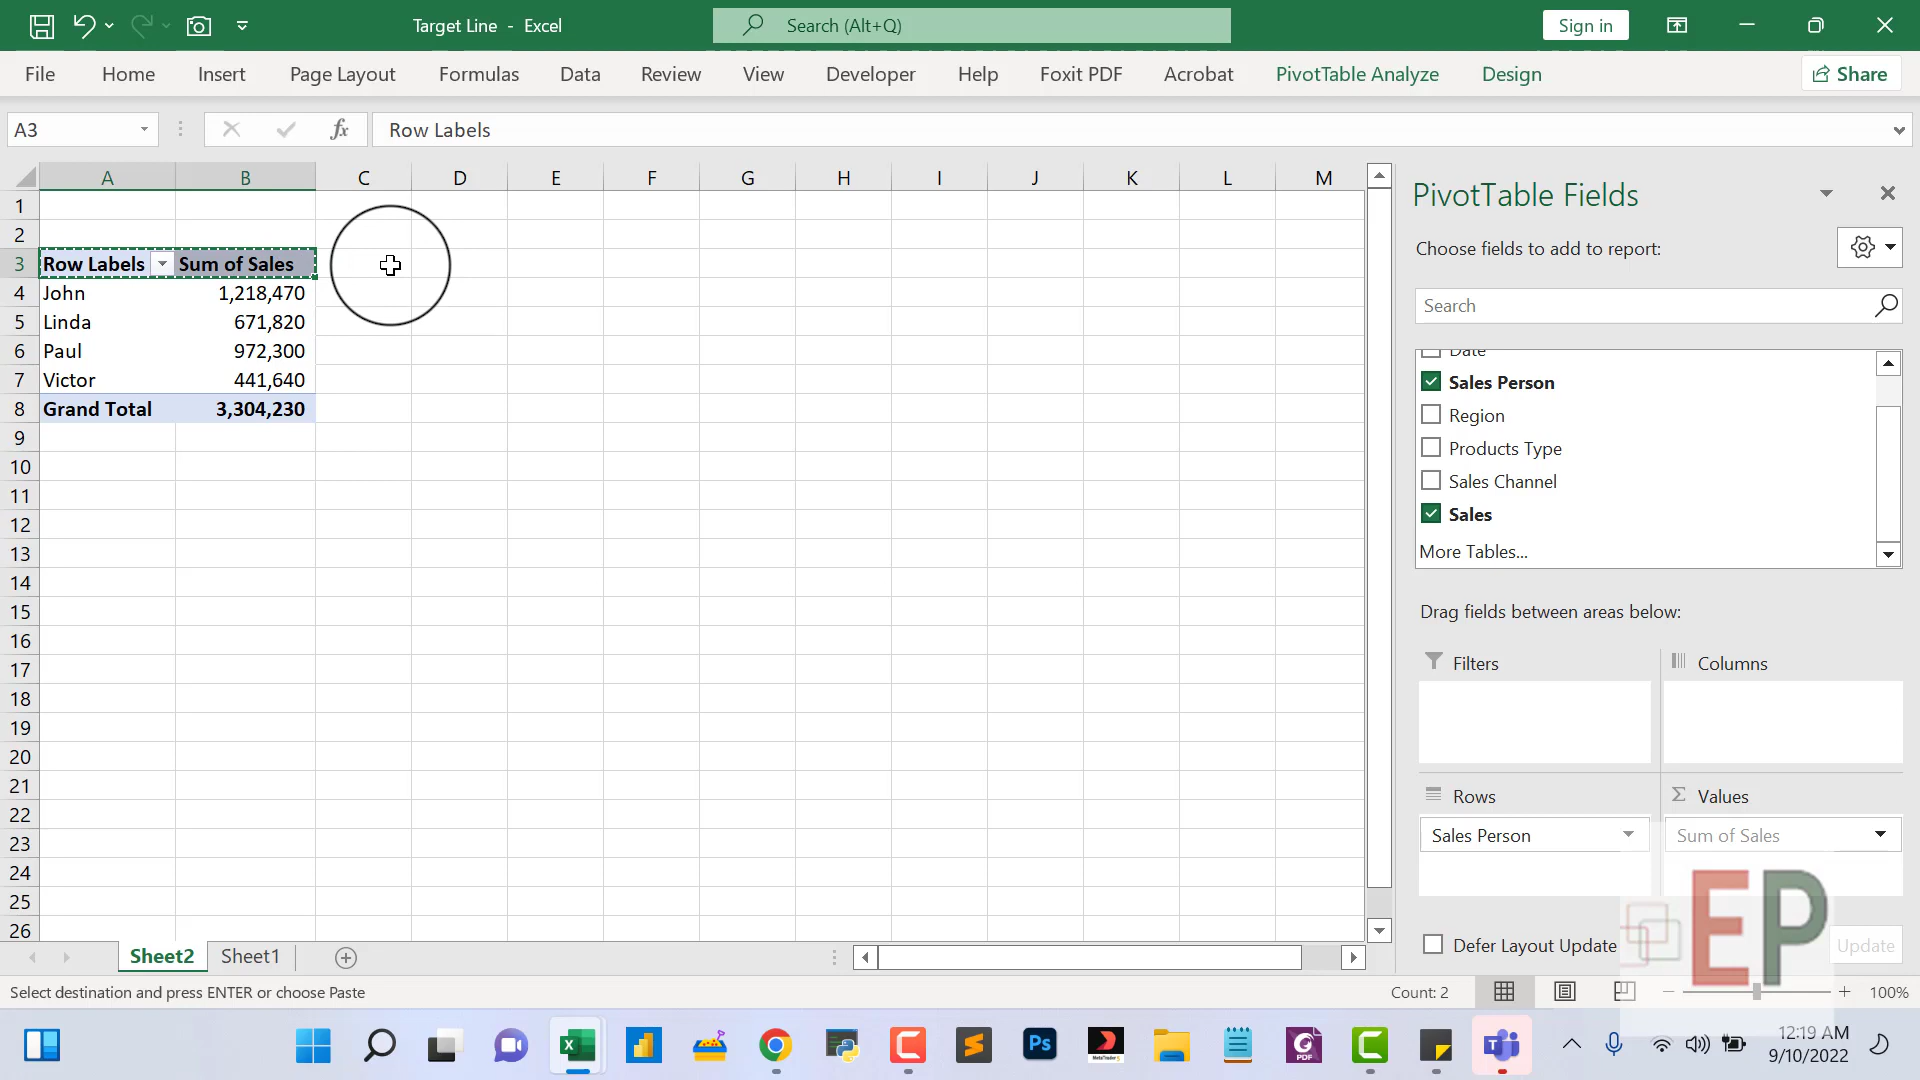 Target Line - Excel
Search (Alt+Q)
Sign in
File Home Insert Page Layout Formulas Data Review View Developer Help Foxit PDF Acrobat PivotTable Analyze Design Share
A3 fx Row Labels
A B C D E F G H I J K L M
1
2
3 Row Labels Sum of Sales
4 John 1,218,470
5 Linda 671,820
6 Paul 972,300
7 Victor 441,640
8 Grand Total 3,304,230
9
10
11
12
13
14
15
16
17
18
19
20
21
22
23
24
25
26
PivotTable Fields
Choose fields to add to report:
Search
Date
Sales Person
Region
Products Type
Sales Channel
Sales
More Tables...
Drag fields between areas below:
Filters Columns
Rows Σ Values
Sales Person Sum of Sales
Defer Layout Update Update
EP
Sheet2 Sheet1
Select destination and press ENTER or choose Paste
Count: 2 100%
Ps
PDF
12:19 AM
9/10/2022